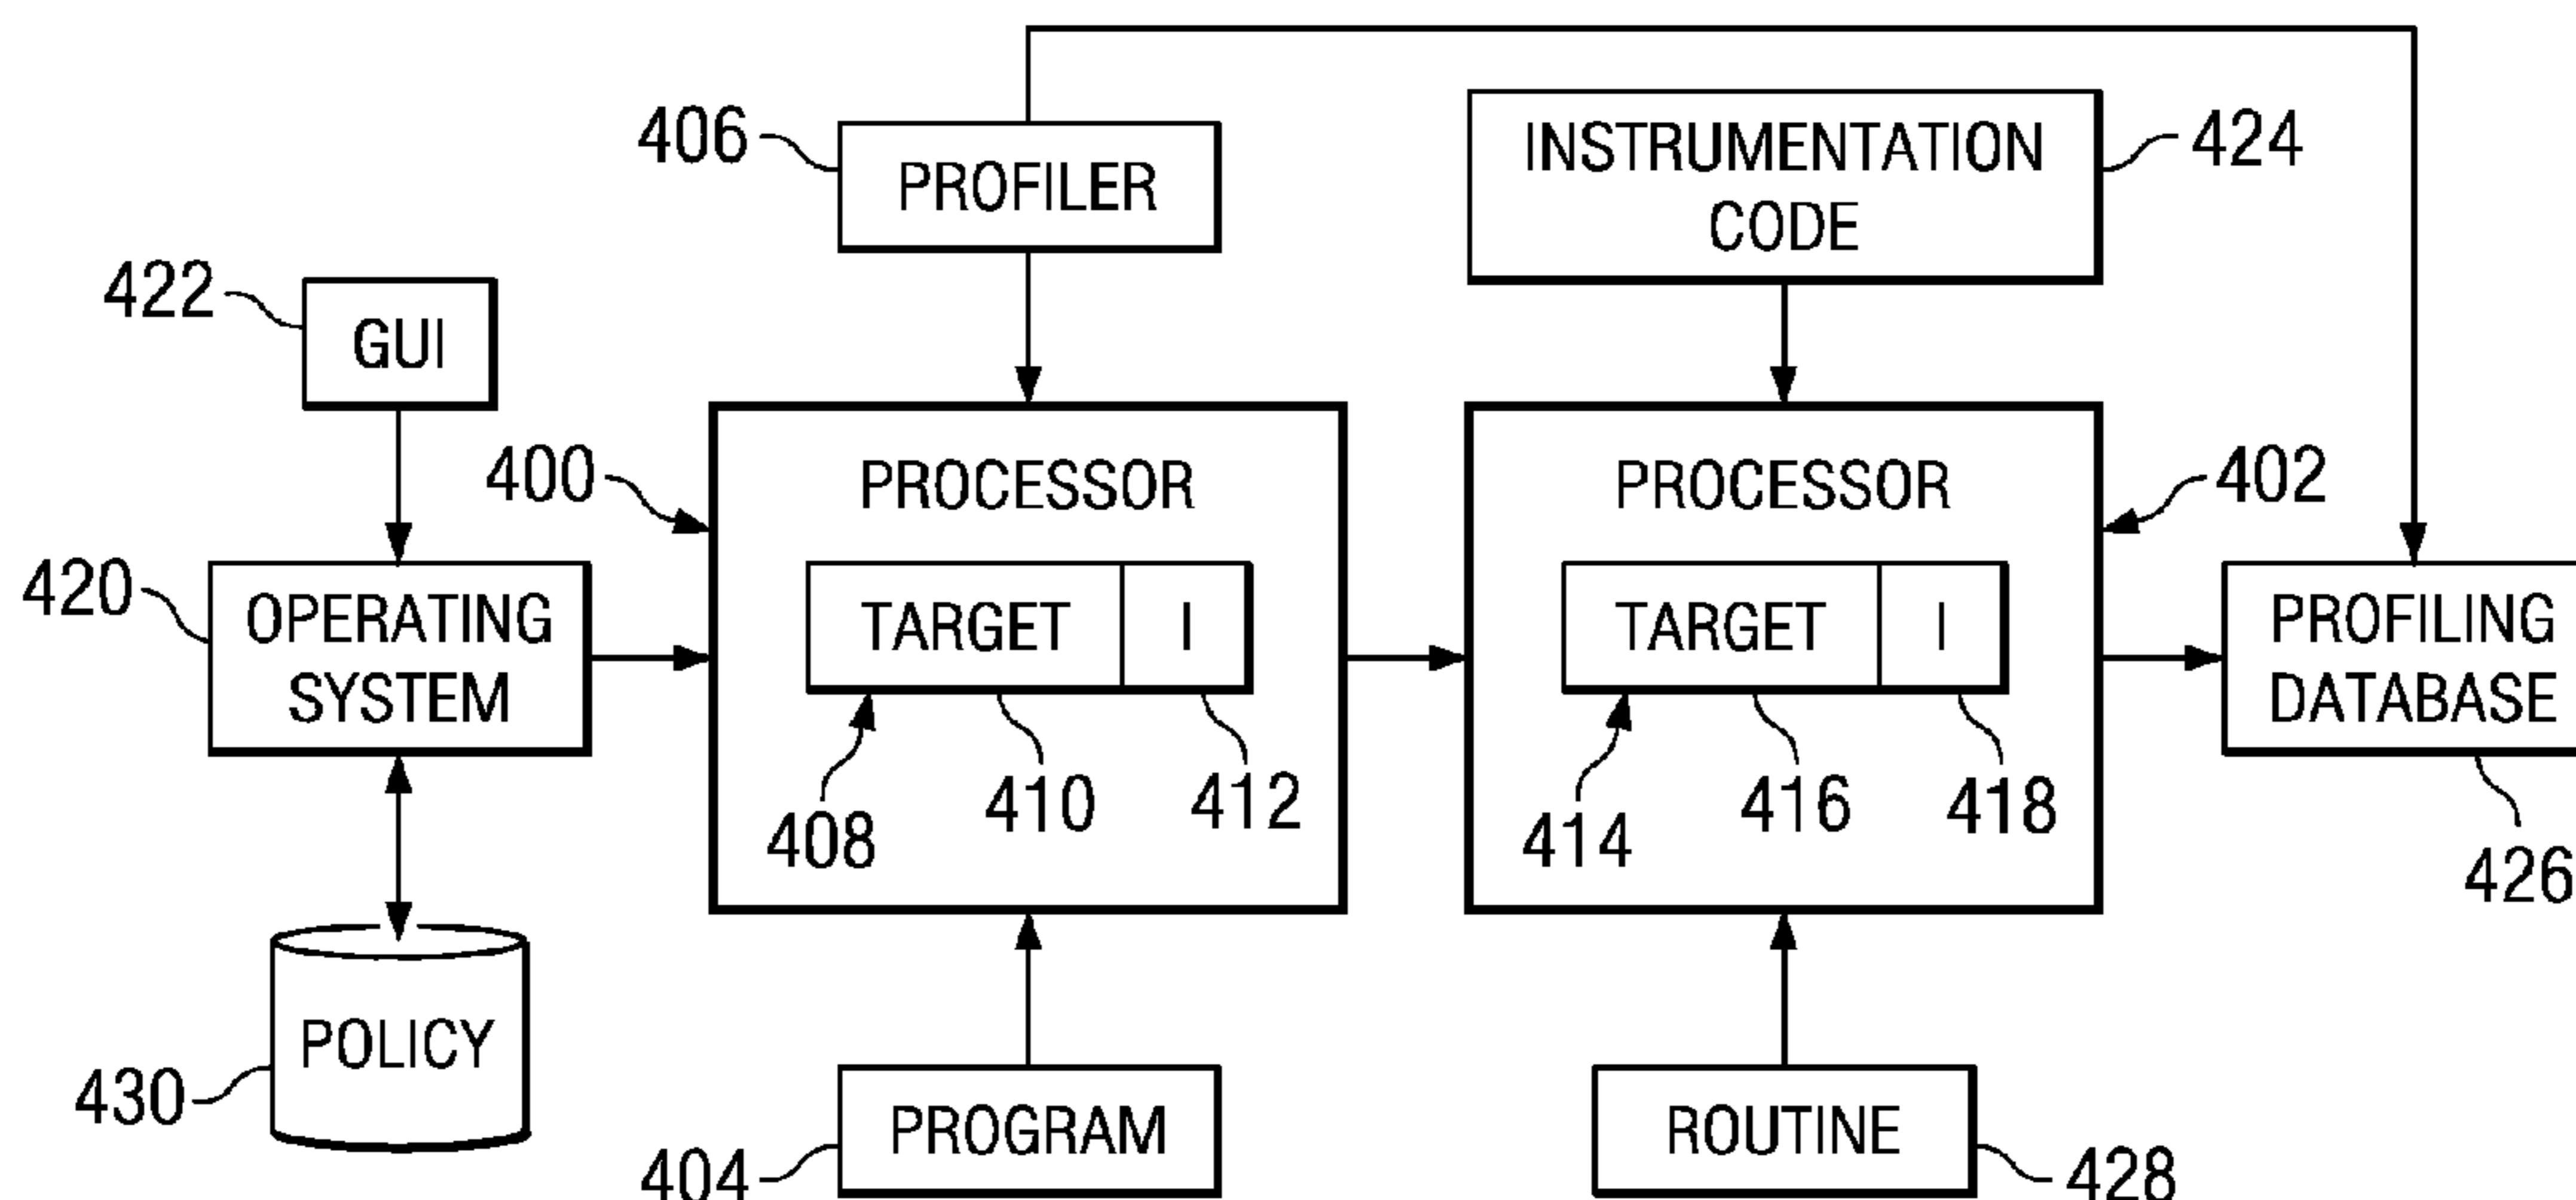 406
PROFILER
INSTRUMENTATION
CODE
424
422
GUI
400
PROCESSOR
PROCESSOR
402
420
OPERATING
SYSTEM
TARGET
I
TARGET
I
PROFILING
DATABASE
408
410
412
414
416
418
426
POLICY
430
PROGRAM
404
ROUTINE
428